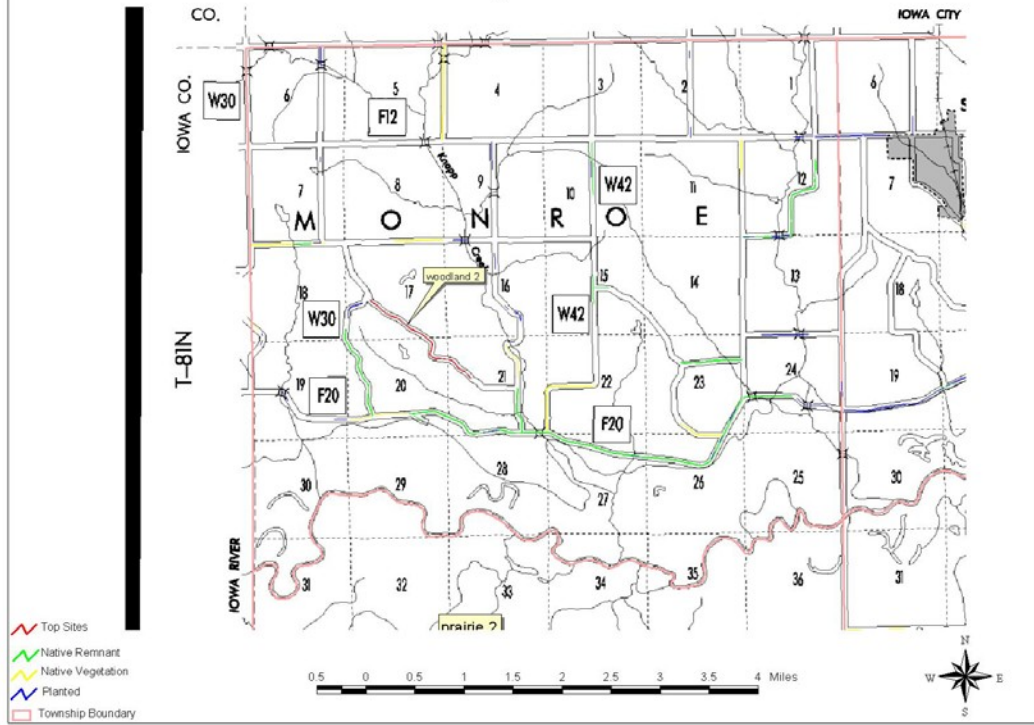 CO.
IOWA CITY
IOWA CO.
W30
6
5
4
3
2
1
6
F12
Knapp
7
8
9
10
W42
11
12
7
M O N R O E
Creek
woodland 2
18
17
16
15
14
13
18
W30
W42
T-81N
19
20
21
22
23
24
19
F20
F20
30
29
28
27
26
25
30
IOWA RIVER
31
32
33
34
35
36
31
prairie 2
Top Sites
Native Remnant
Native Vegetation
Planted
Township Boundary
0.5 0 0.5 1 1.5 2 2.5 3 3.5 4 Miles
N
W E
S